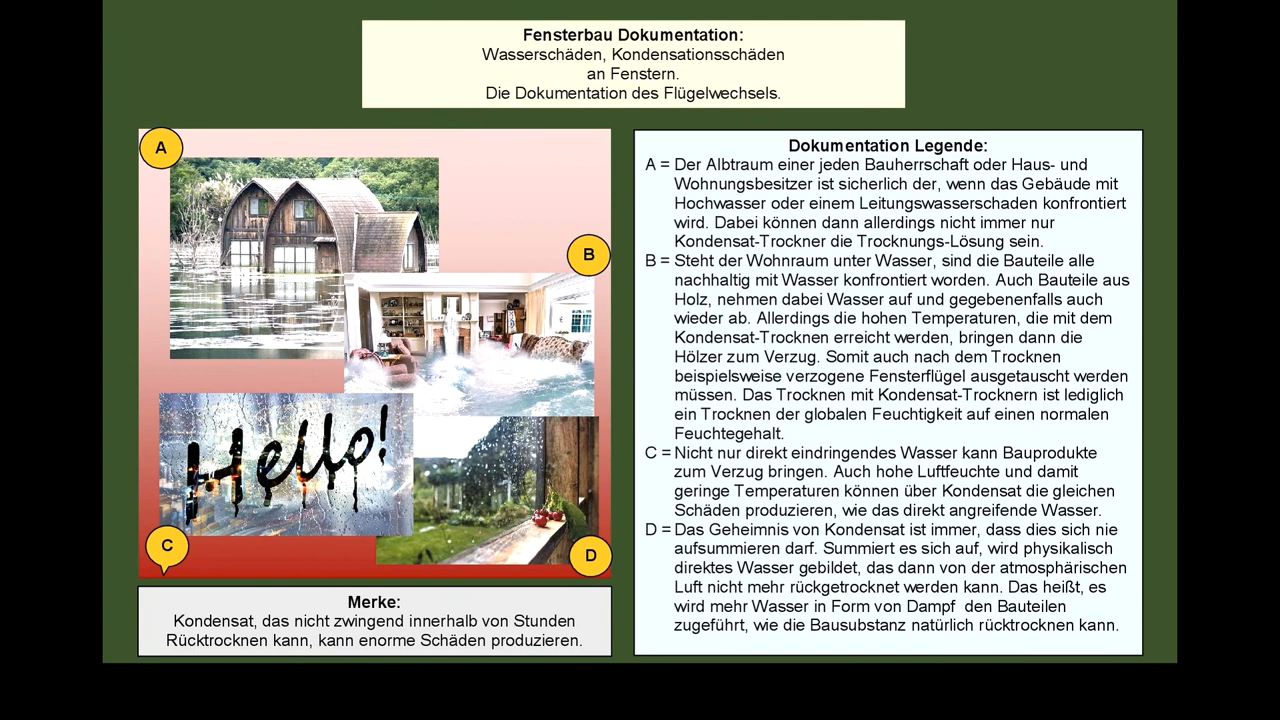 Fensterbau Dokumentation:
Wasserschäden, Kondensationsschäden
an Fenstern.
Die Dokumentation des Flügelwechsels.
A
B
Hello!
C
D
Merke:
Kondensat, das nicht zwingend innerhalb von Stunden
Rücktrocknen kann, kann enorme Schäden produzieren.
Dokumentation Legende:
A = Der Albtraum einer jeden Bauherrschaft oder Haus- und
Wohnungsbesitzer ist sicherlich der, wenn das Gebäude mit
Hochwasser oder einem Leitungswasserschaden konfrontiert
wird. Dabei können dann allerdings nicht immer nur
Kondensat-Trockner die Trocknungs-Lösung sein.
B = Steht der Wohnraum unter Wasser, sind die Bauteile alle
nachhaltig mit Wasser konfrontiert worden. Auch Bauteile aus
Holz, nehmen dabei Wasser auf und gegebenenfalls auch
wieder ab. Allerdings die hohen Temperaturen, die mit dem
Kondensat-Trocknen erreicht werden, bringen dann die
Hölzer zum Verzug. Somit auch nach dem Trocknen
beispielsweise verzogene Fensterflügel ausgetauscht werden
müssen. Das Trocknen mit Kondensat-Trocknern ist lediglich
ein Trocknen der globalen Feuchtigkeit auf einen normalen
Feuchtegehalt.
C = Nicht nur direkt eindringendes Wasser kann Bauprodukte
zum Verzug bringen. Auch hohe Luftfeuchte und damit
geringe Temperaturen können über Kondensat die gleichen
Schäden produzieren, wie das direkt angreifende Wasser.
D = Das Geheimnis von Kondensat ist immer, dass dies sich nie
aufsummieren darf. Summiert es sich auf, wird physikalisch
direktes Wasser gebildet, das dann von der atmosphärischen
Luft nicht mehr rückgetrocknet werden kann. Das heißt, es
wird mehr Wasser in Form von Dampf  den Bauteilen
zugeführt, wie die Bausubstanz natürlich rücktrocknen kann.